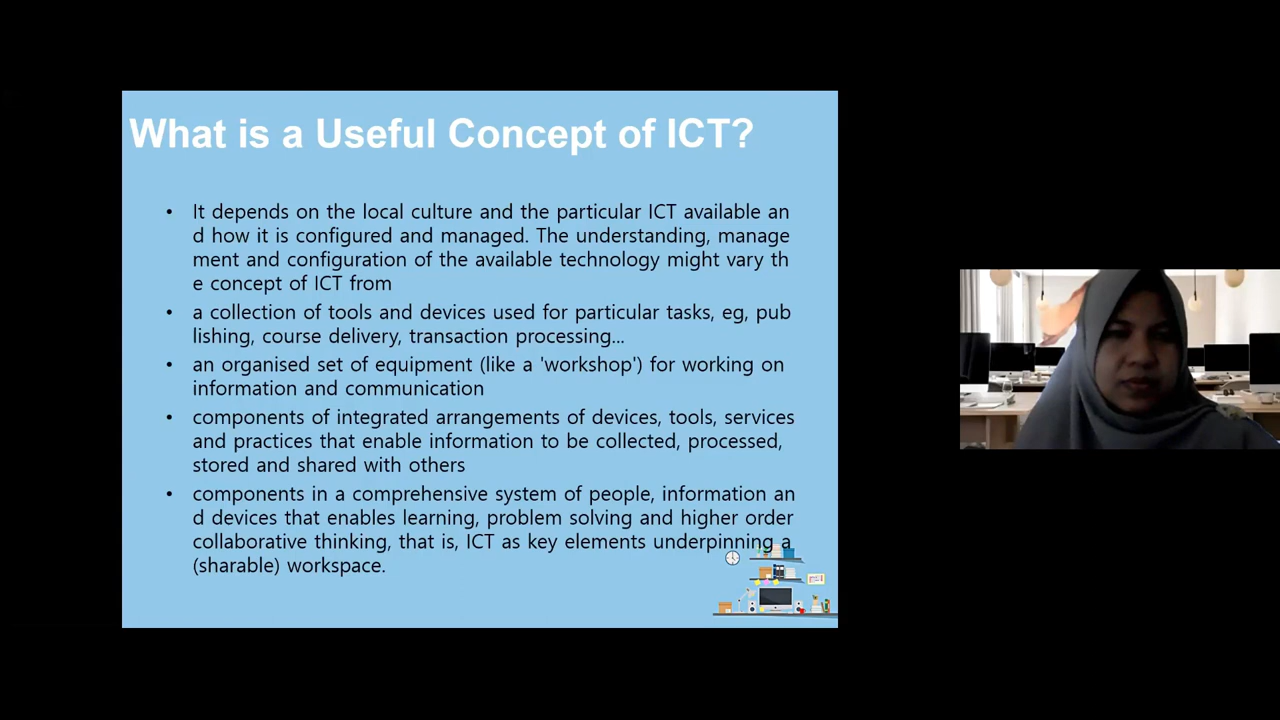 What is a Useful Concept of ICT?
• It depends on the local culture and the particular ICT available an
d how it is configured and managed. The understanding, manage
ment and configuration of the available technology might vary th
e concept of ICT from
• a collection of tools and devices used for particular tasks, eg, pub
lishing, course delivery, transaction processing...
• an organised set of equipment (like a 'workshop') for working on
information and communication
• components of integrated arrangements of devices, tools, services
and practices that enable information to be collected, processed,
stored and shared with others
• components in a comprehensive system of people, information an
d devices that enables learning, problem solving and higher order
collaborative thinking, that is, ICT as key elements underpinning a
(sharable) workspace.